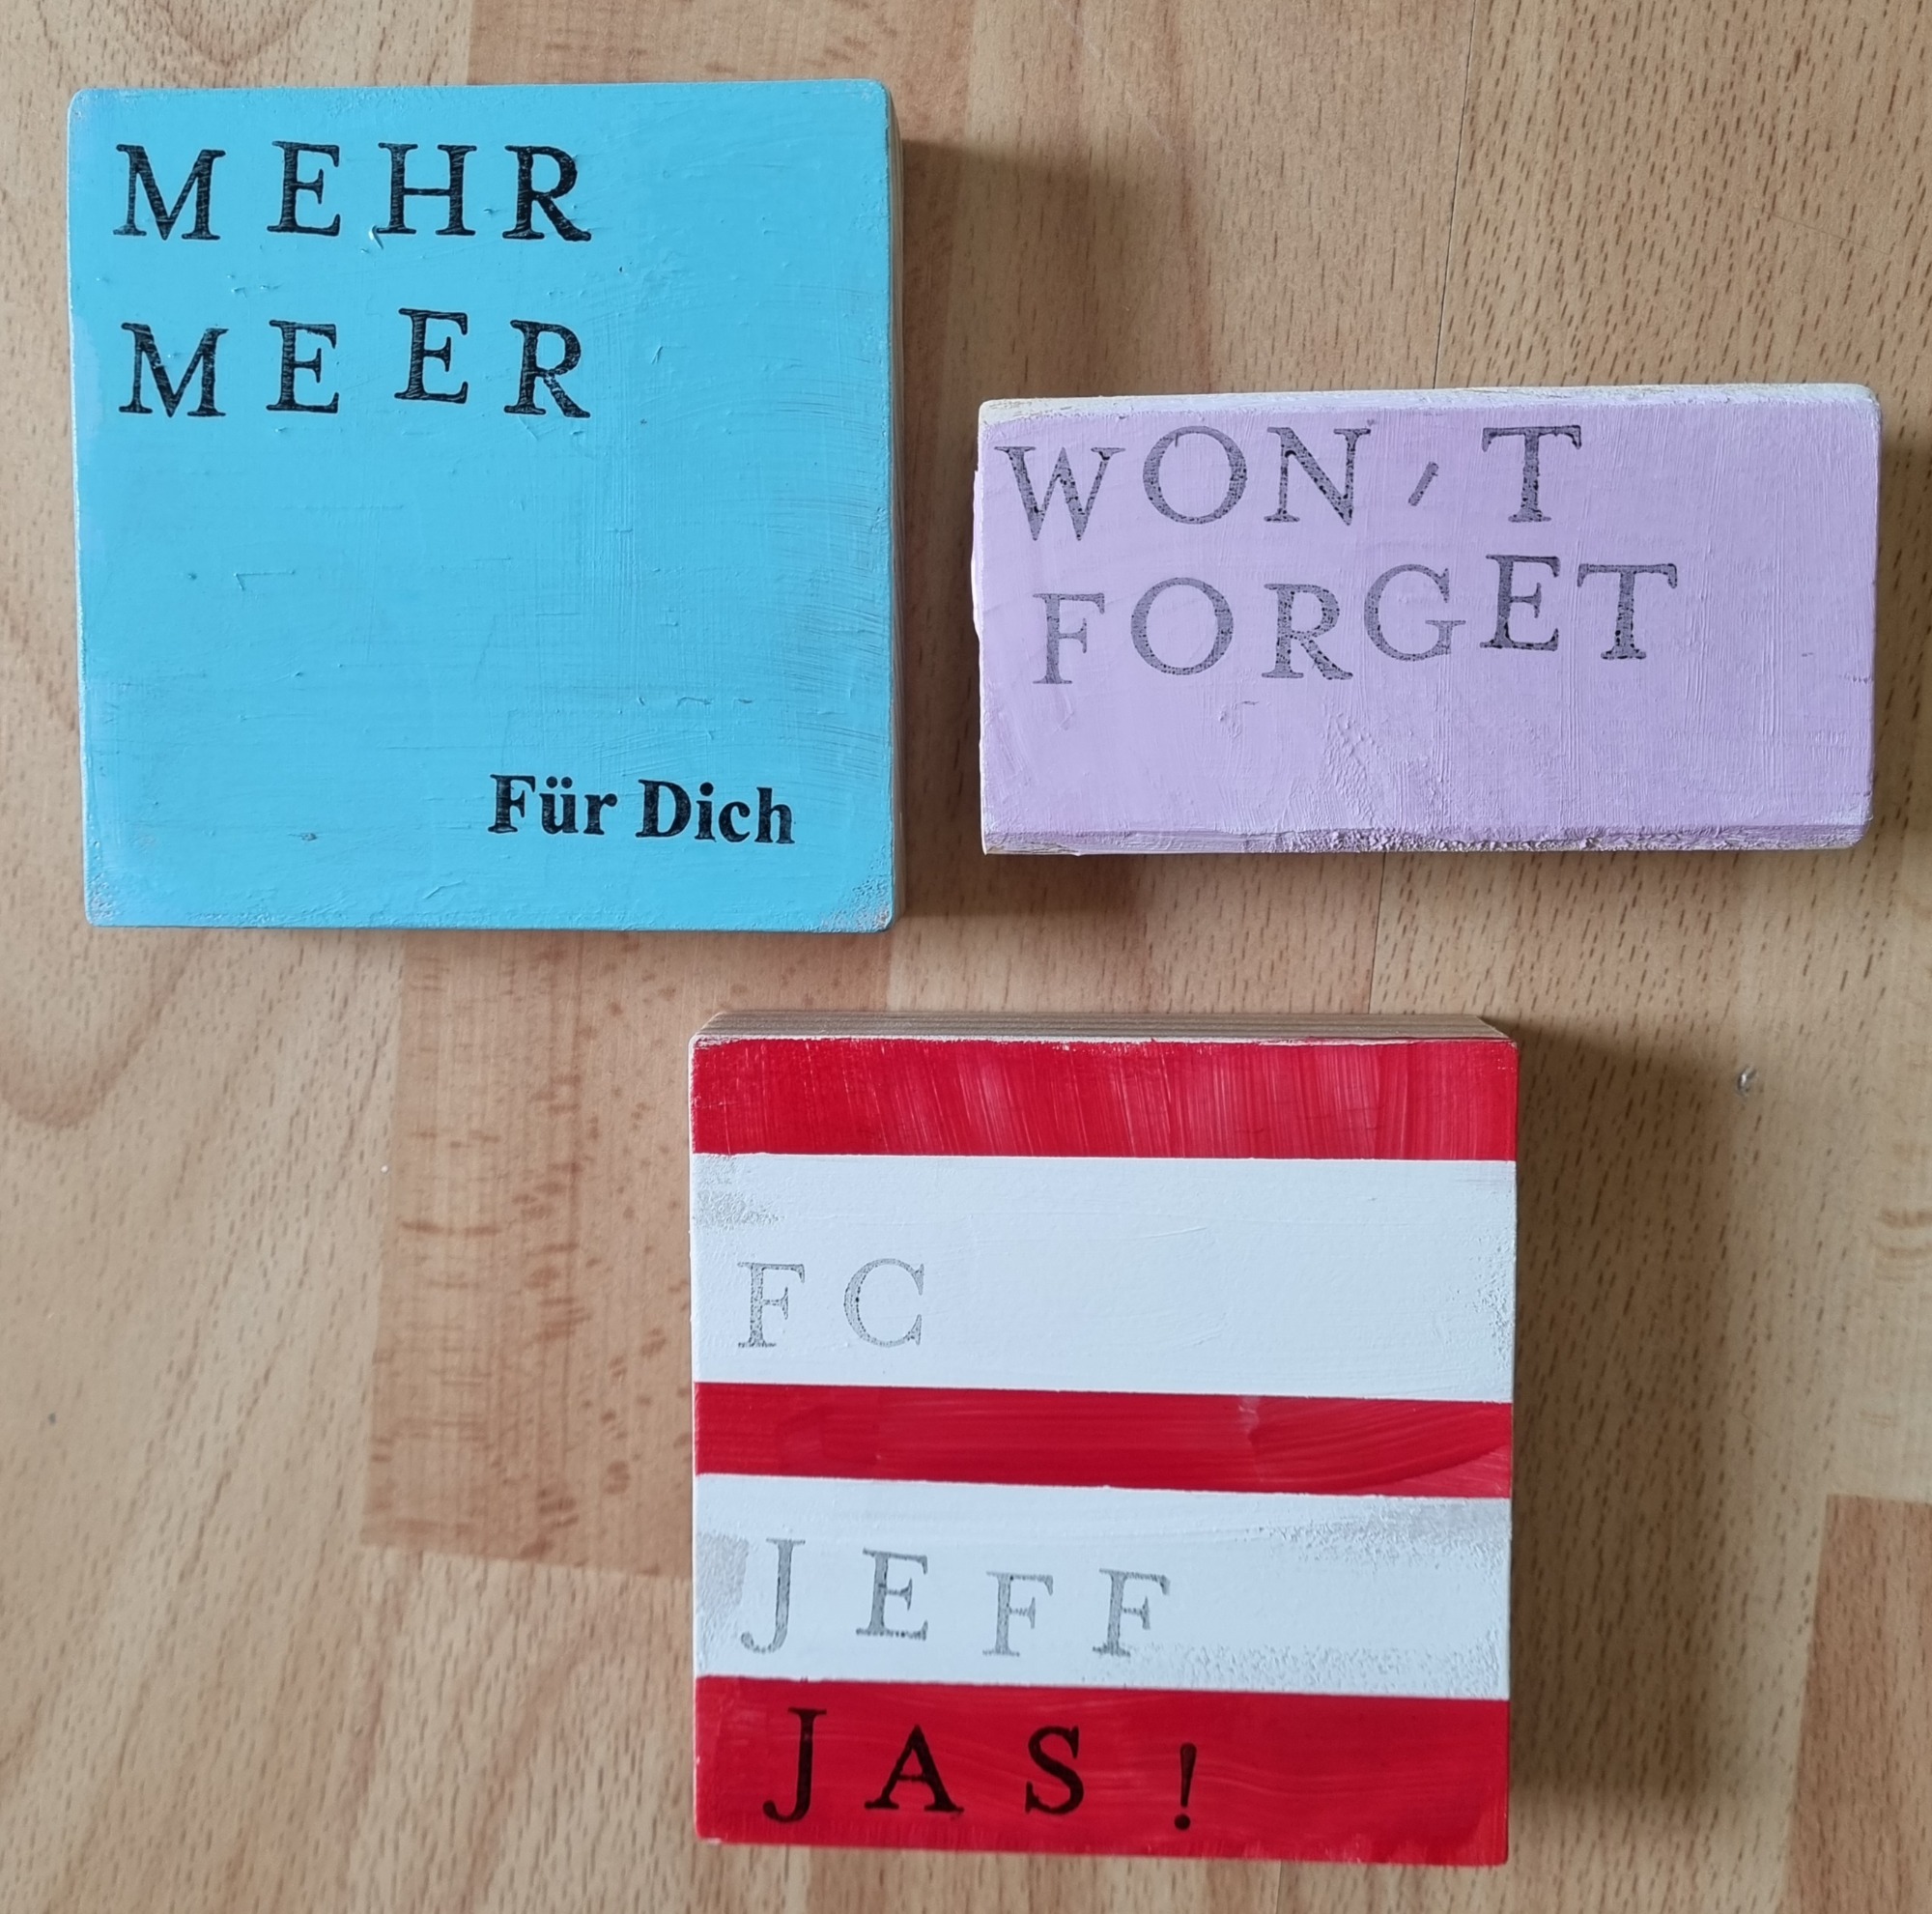 MEHR
MEER
Für Dich
WON'T
FORGET
FC
JEFF
JAS!